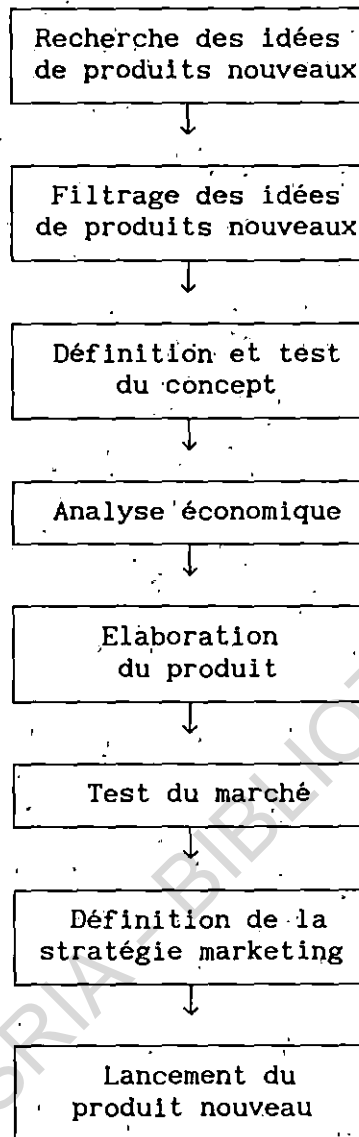 Recherche des idées
de produits nouveaux
Filtrage des idées
de produits nouveaux
Définition et test
du concept
Analyse économique
Elaboration
du produit
Test du marché
Définition de la
stratégie marketing
Lancement du
produit nouveau